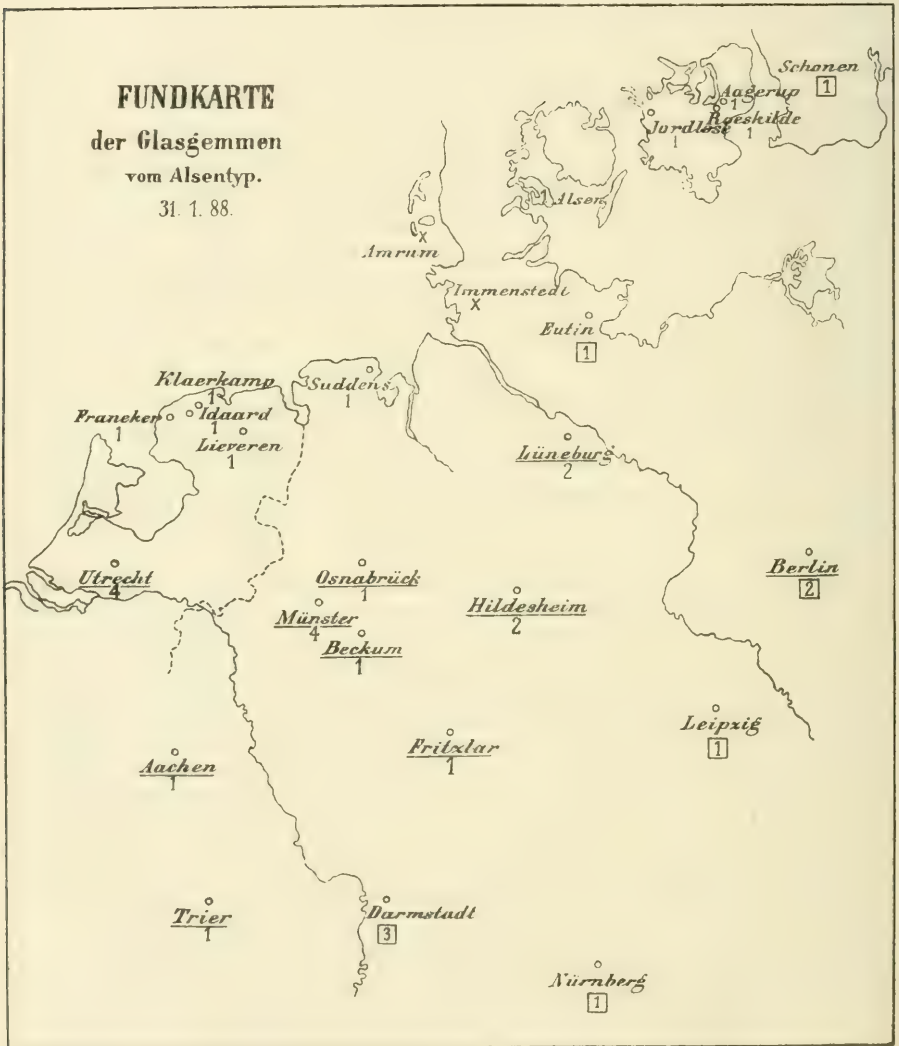 FUNDKARTE
der Glasgemmen
vom Alsentyp.
31. 1. 88.
Schonen
1
Aagerup
1
Roeskilde
1
Jordlöse
1
1 Alsen
X
Amrum
Immenstedt
X
Eutin
1
Klaerkamp
1
Suddens
1
Franeker
1
Idaard
1
Lieveren
1
Lüneburg
2
Utrecht
4
Osnabrück
1
Hildesheim
2
Berlin
2
Münster
4
Beckum
1
Leipzig
1
Fritzlar
1
Aachen
1
Trier
1
Darmstadt
3
Nürnberg
1